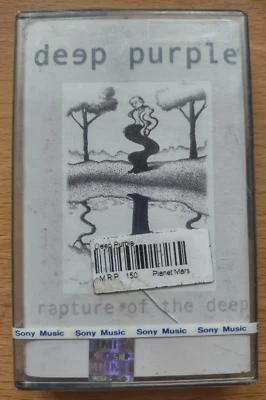 deep purple
Deep Purple
M.R.P. 150 Planet Mars
rapture of the deep
Sony Music Sony Music Sony Music Sony Music